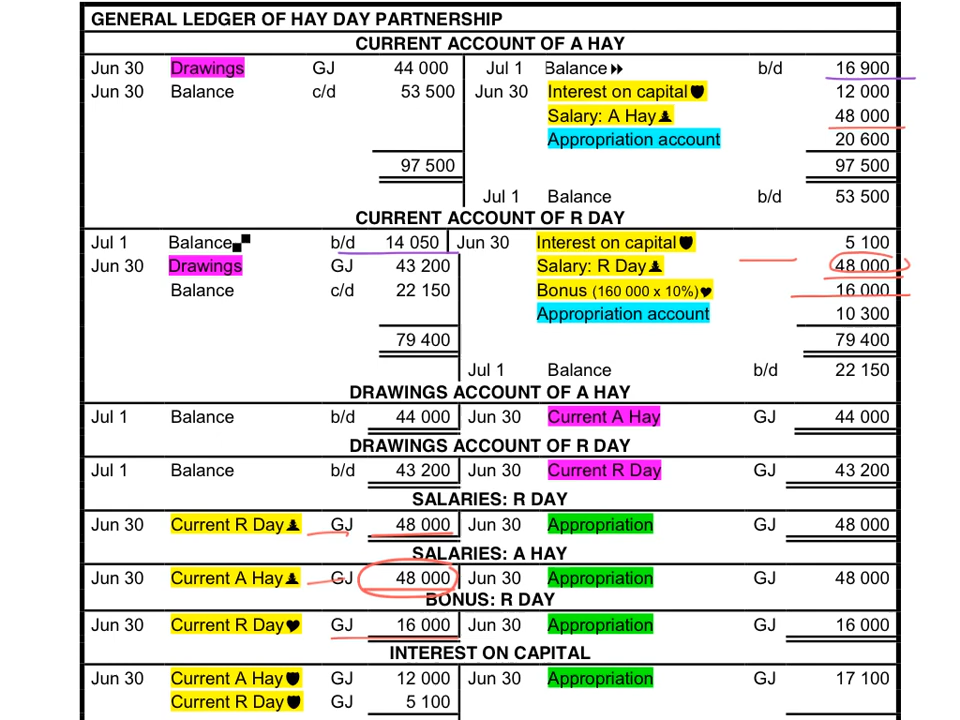 GENERAL LEDGER OF HAY DAY PARTNERSHIP
CURRENT ACCOUNT OF A HAY
Jun 30 Drawings GJ 44 000 Jul 1 Balance b/d 16 900
Jun 30 Balance c/d 53 500 Jun 30 Interest on capital 12 000
Salary: A Hay 48 000
Appropriation account 20 600
97 500 97 500
Jul 1 Balance b/d 53 500
CURRENT ACCOUNT OF R DAY
Jul 1 Balance b/d 14 050 Jun 30 Interest on capital 5 100
Jun 30 Drawings GJ 43 200 Salary: R Day 48 000
Balance c/d 22 150 Bonus (160 000 x 10%) 16 000
Appropriation account 10 300
79 400 79 400
Jul 1 Balance b/d 22 150
DRAWINGS ACCOUNT OF A HAY
Jul 1 Balance b/d 44 000 Jun 30 Current A Hay GJ 44 000
DRAWINGS ACCOUNT OF R DAY
Jul 1 Balance b/d 43 200 Jun 30 Current R Day GJ 43 200
SALARIES: R DAY
Jun 30 Current R Day GJ 48 000 Jun 30 Appropriation GJ 48 000
SALARIES: A HAY
Jun 30 Current A Hay GJ 48 000 Jun 30 Appropriation GJ 48 000
BONUS: R DAY
Jun 30 Current R Day GJ 16 000 Jun 30 Appropriation GJ 16 000
INTEREST ON CAPITAL
Jun 30 Current A Hay GJ 12 000 Jun 30 Appropriation GJ 17 100
Current R Day GJ 5 100